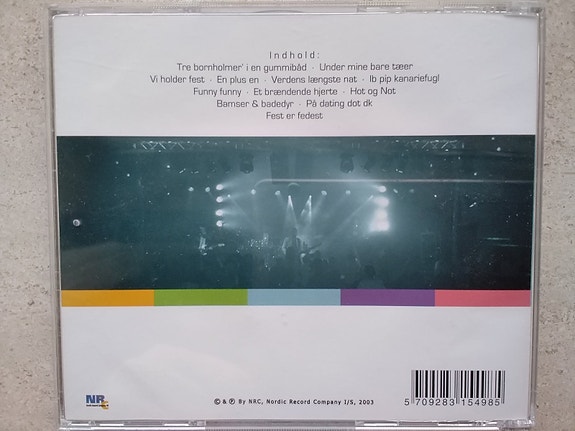 Indhold:
Tre bornholmer' i en gummibåd · Under mine bare tæer
Vi holder fest · En plus en · Verdens længste nat · Ib pip kanariefugl
Funny funny · Et brændende hjerte · Hot og Not
Bamser & badedyr · På dating dot dk
Fest er fedest
NRC
© & ℗ By NRC, Nordic Record Company I/S, 2003
5 709283 154985